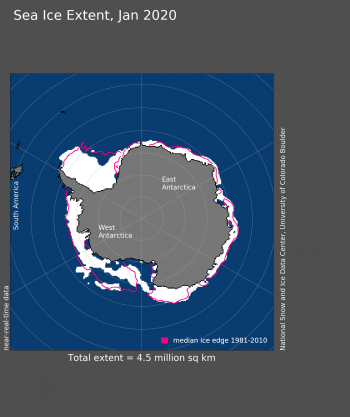 Sea Ice Extent, Jan 2020
East
Antarctica
South America
West
Antarctica
near-real-time data
National Snow and Ice Data Center, University of Colorado Boulder
median ice edge 1981-2010
Total extent = 4.5 million sq km